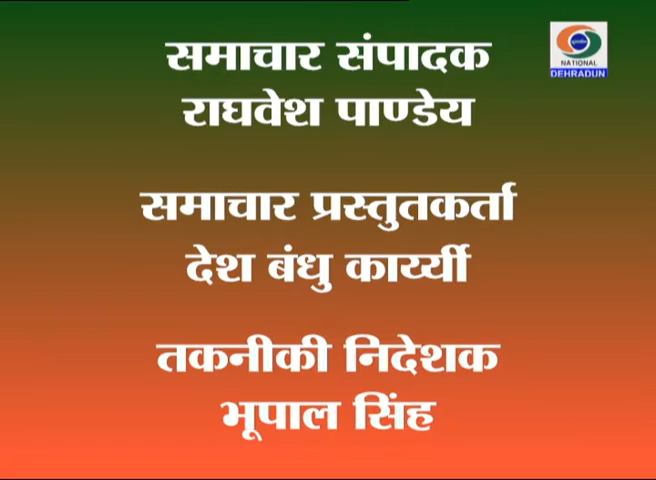 समाचार संपादक
राघवेश पाण्डेय
NATIONAL
DEHRADUN
समाचार प्रस्तुतकर्ता
देश बंधु कार्य्यी
तकनीकी निदेशक
भूपाल सिंह